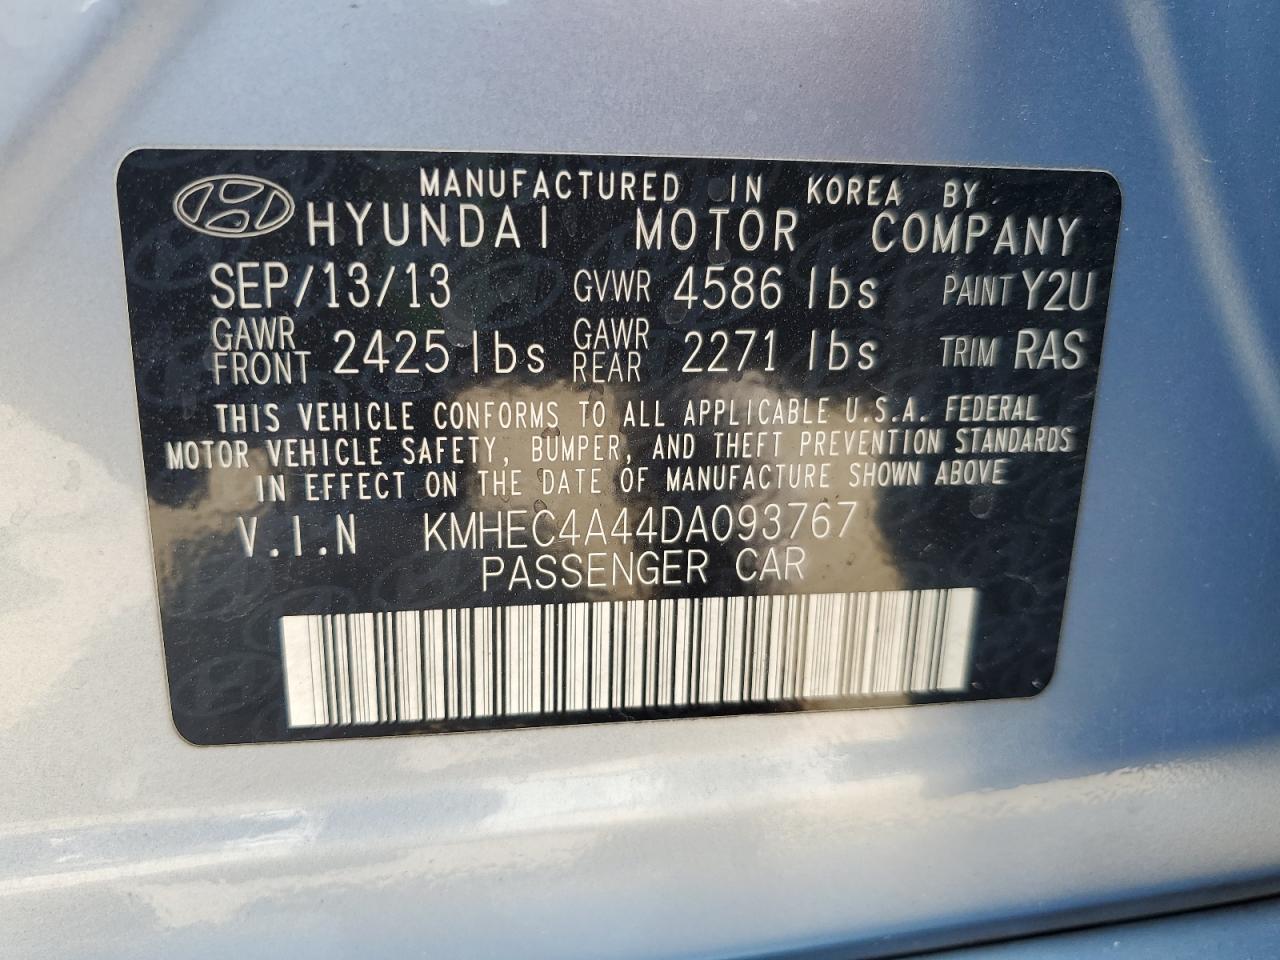 MANUFACTURED IN KOREA BY
HYUNDAI MOTOR COMPANY
SEP/13/13 GVWR 4586 lbs PAINT Y2U
GAWR FRONT 2425 lbs GAWR REAR 2271 lbs TRIM RAS
THIS VEHICLE CONFORMS TO ALL APPLICABLE U.S.A. FEDERAL
MOTOR VEHICLE SAFETY, BUMPER, AND THEFT PREVENTION STANDARDS
IN EFFECT ON THE DATE OF MANUFACTURE SHOWN ABOVE
V.I.N KMHEC4A44DA093767
PASSENGER CAR